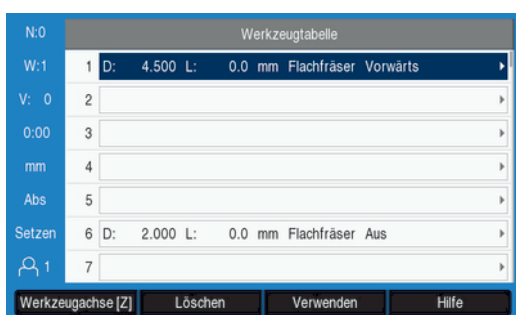 N:0
Werkzeugtabelle
W:1
1 D: 4.500 L: 0.0 mm Flachfräser Vorwärts
V: 0
2
0:00
3
mm
4
Abs
5
Setzen
6 D: 2.000 L: 0.0 mm Flachfräser Aus
1
7
Werkzeugachse [Z] Löschen Verwenden Hilfe